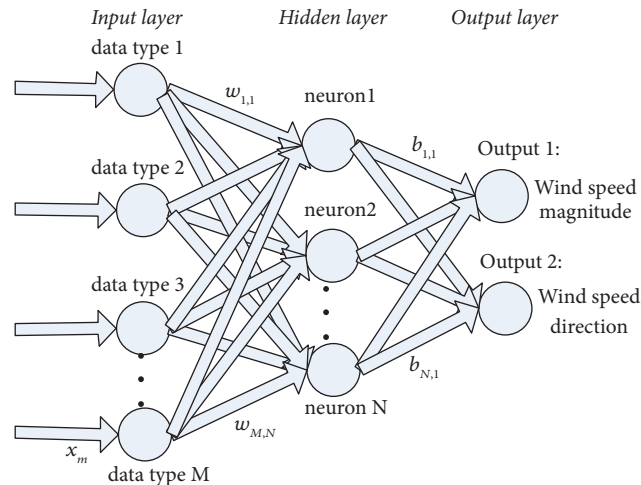 Input layer
Hidden layer
Output layer
data type 1
w1,1
neuron1
b1,1
Output 1:
data type 2
Wind speed
magnitude
neuron2
Output 2:
data type 3
Wind speed
direction
bN,1
neuron N
wM,N
xm
data type M